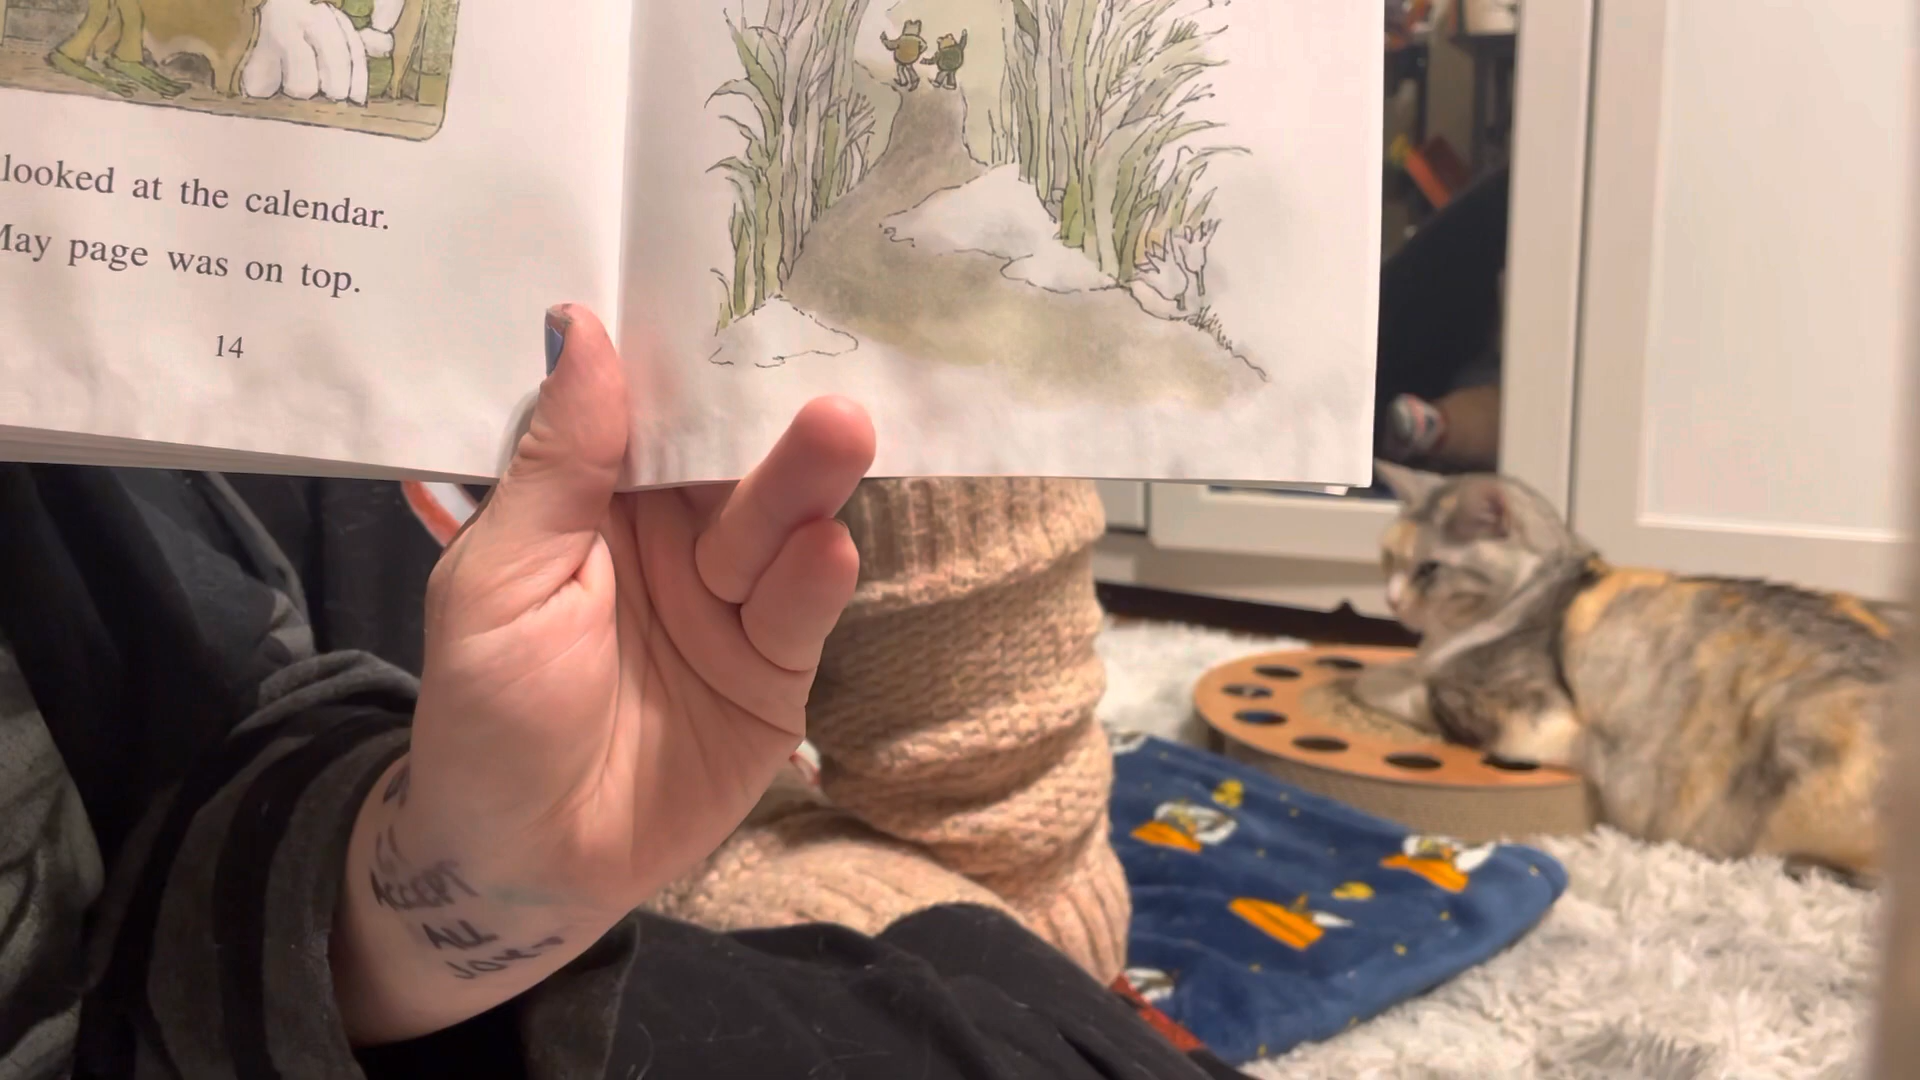 looked at the calendar.
May page was on top.
14
ACCEPT
ALL